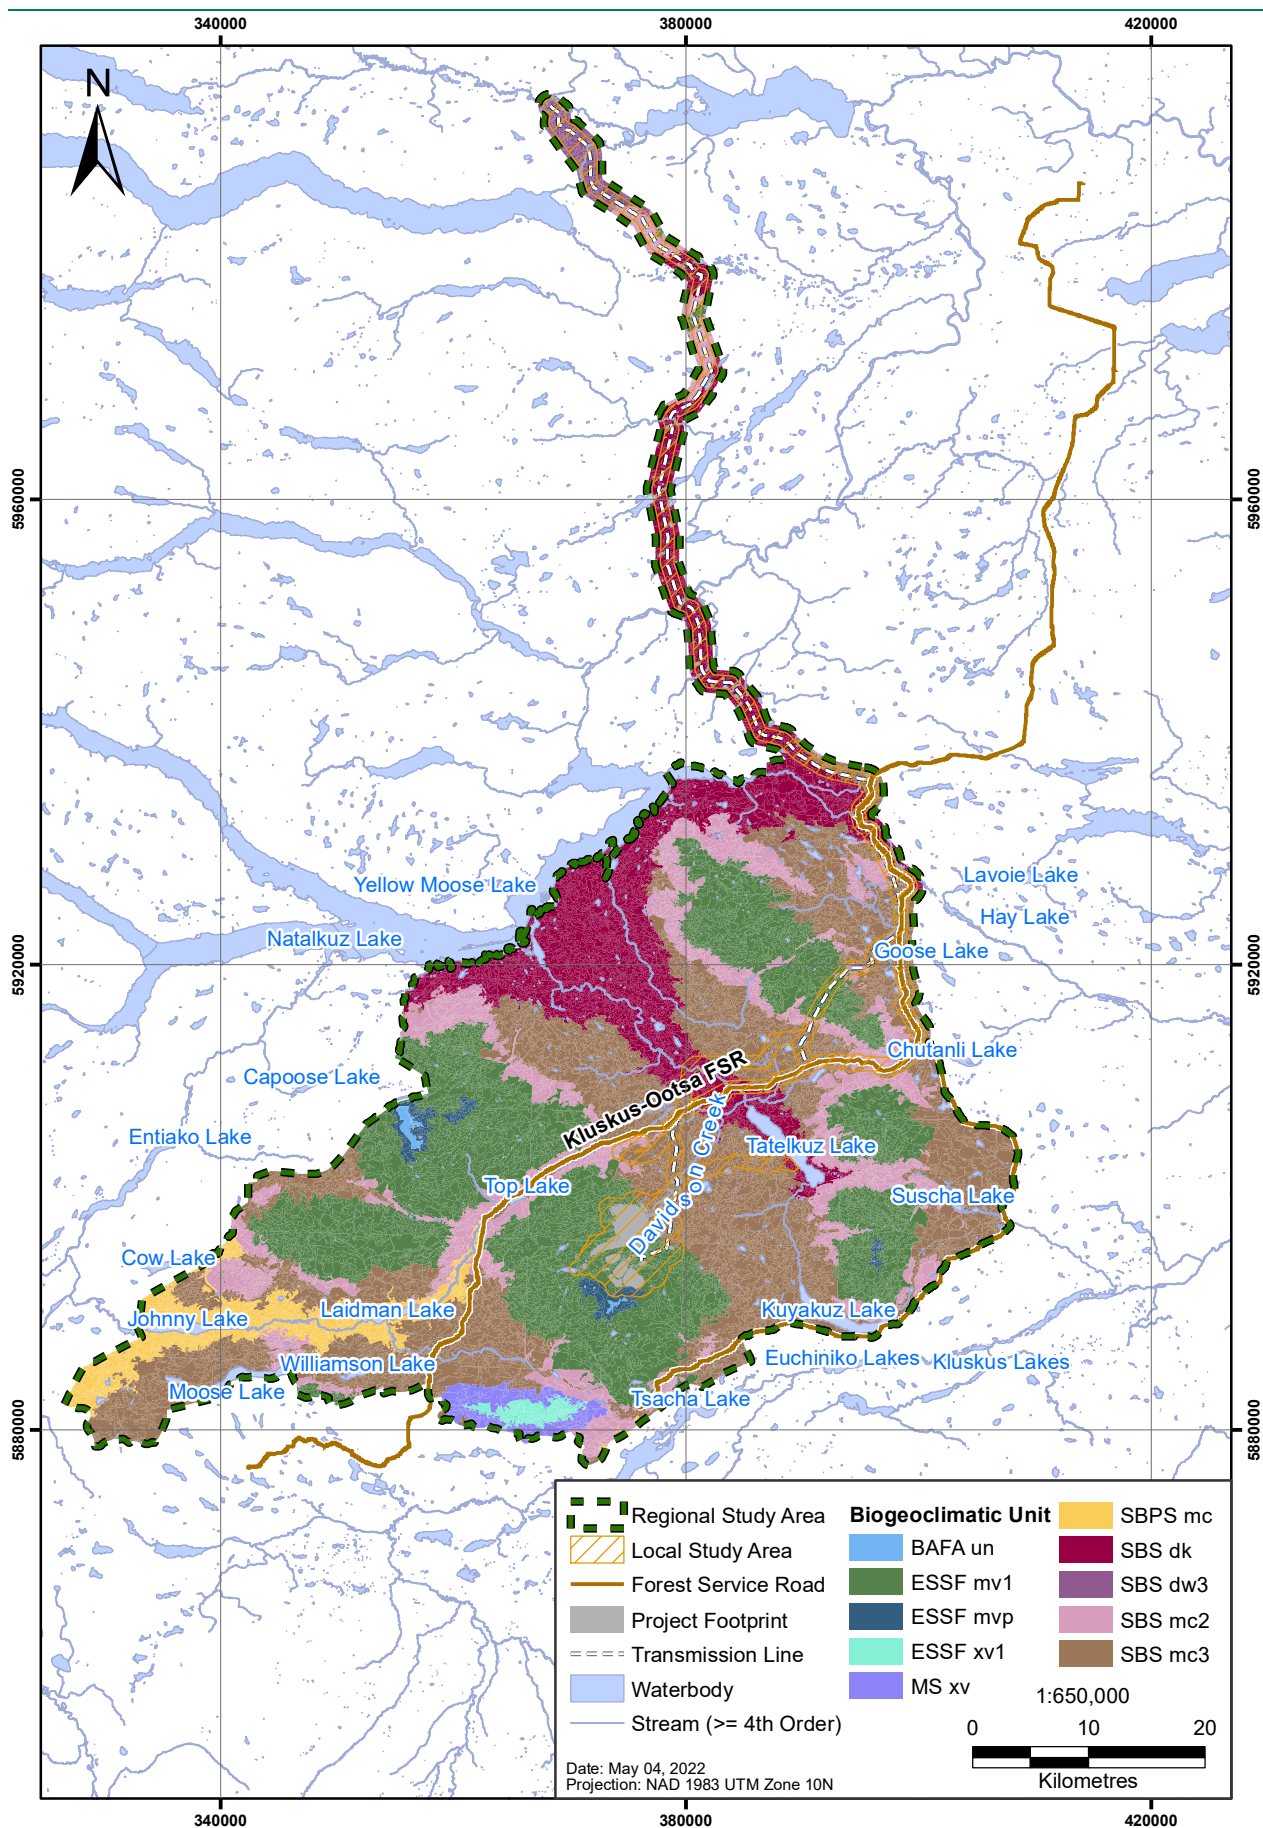 340000
380000
420000
N
5960000
5960000
Yellow Moose Lake
Lavoie Lake
Hay Lake
Natalkuz Lake
Goose Lake
5920000
5920000
Chutanli Lake
Capoose Lake
Kluskus-Ootsa FSR
Entiako Lake
Tatelkuz Lake
Davidson Creek
Top Lake
Suscha Lake
Cow Lake
Johnny Lake
Laidman Lake
Kuyakuz Lake
Williamson Lake
Euchiniko Lakes
Kluskus Lakes
Moose Lake
Tsacha Lake
5880000
5880000
Regional Study Area
Local Study Area
Forest Service Road
Project Footprint
Transmission Line
Waterbody
Stream (>= 4th Order)
Biogeoclimatic Unit
BAFA un
ESSF mv1
ESSF mvp
ESSF xv1
MS xv
SBPS mc
SBS dk
SBS dw3
SBS mc2
SBS mc3
1:650,000
0 10 20
Kilometres
Date: May 04, 2022
Projection: NAD 1983 UTM Zone 10N
340000
380000
420000